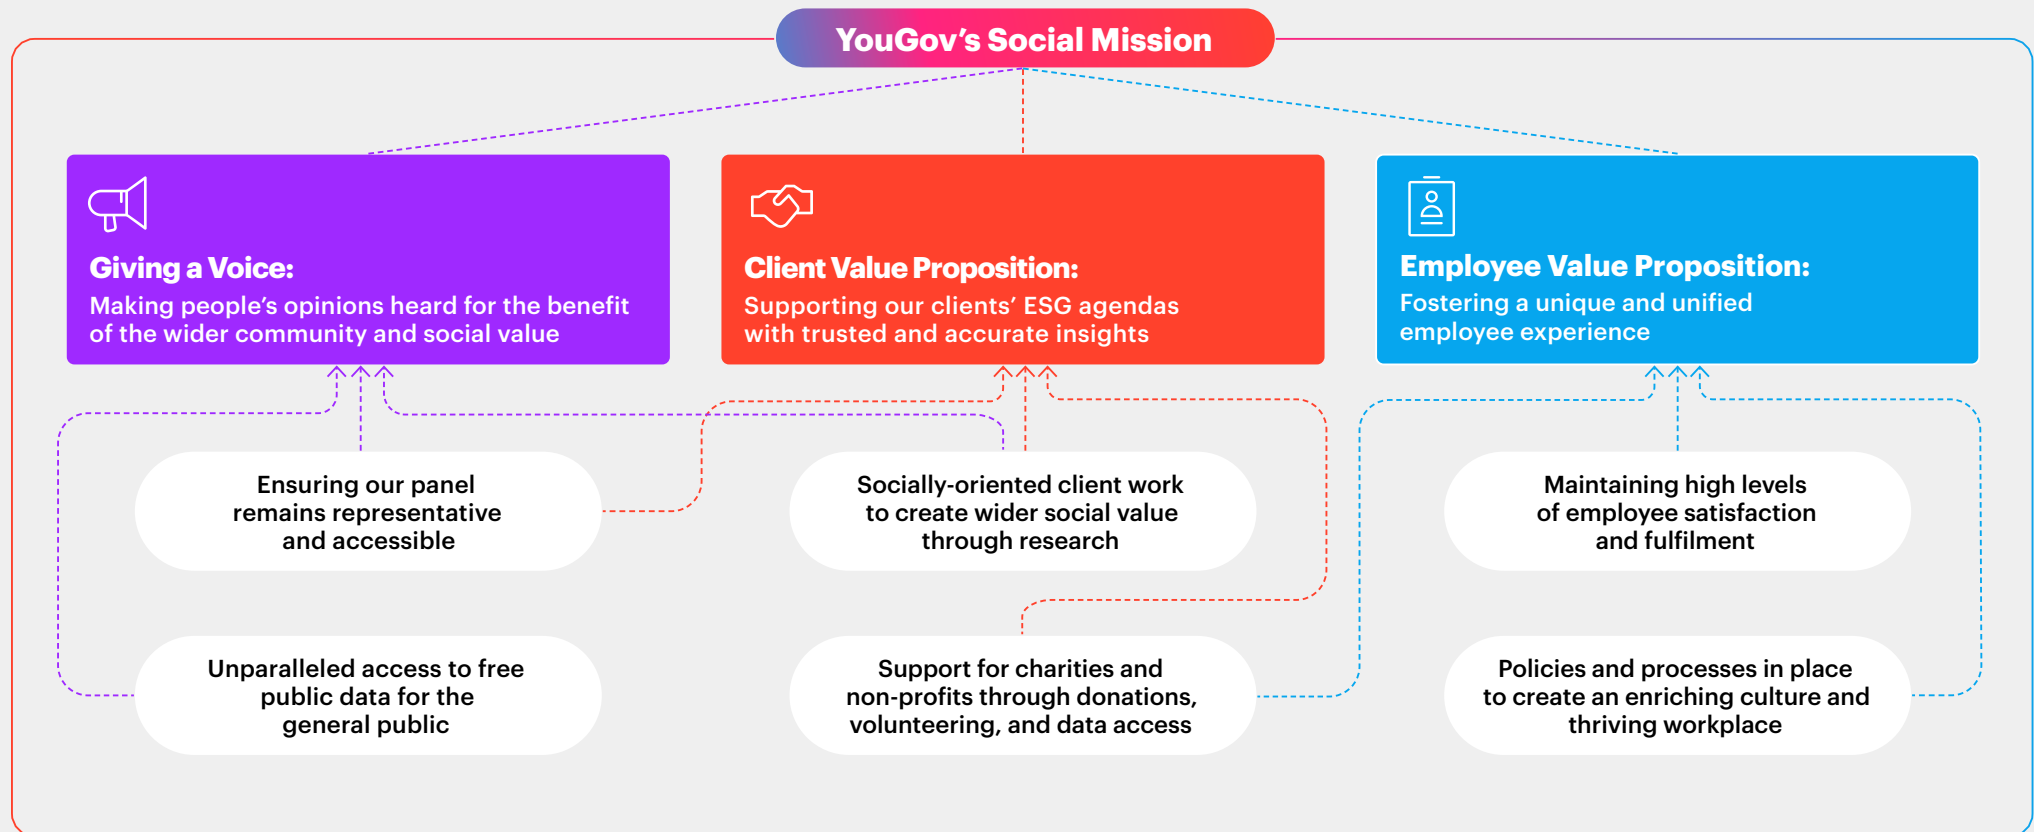 YouGov’s Social Mission
Giving a Voice:
Making people’s opinions heard for the benefit
of the wider community and social value
Client Value Proposition:
Supporting our clients’ ESG agendas
with trusted and accurate insights
Employee Value Proposition:
Fostering a unique and unified
employee experience
Ensuring our panel
remains representative
and accessible
Socially-oriented client work
to create wider social value
through research
Maintaining high levels
of employee satisfaction
and fulfilment
Unparalleled access to free
public data for the
general public
Support for charities and
non-profits through donations,
volunteering, and data access
Policies and processes in place
to create an enriching culture and
thriving workplace